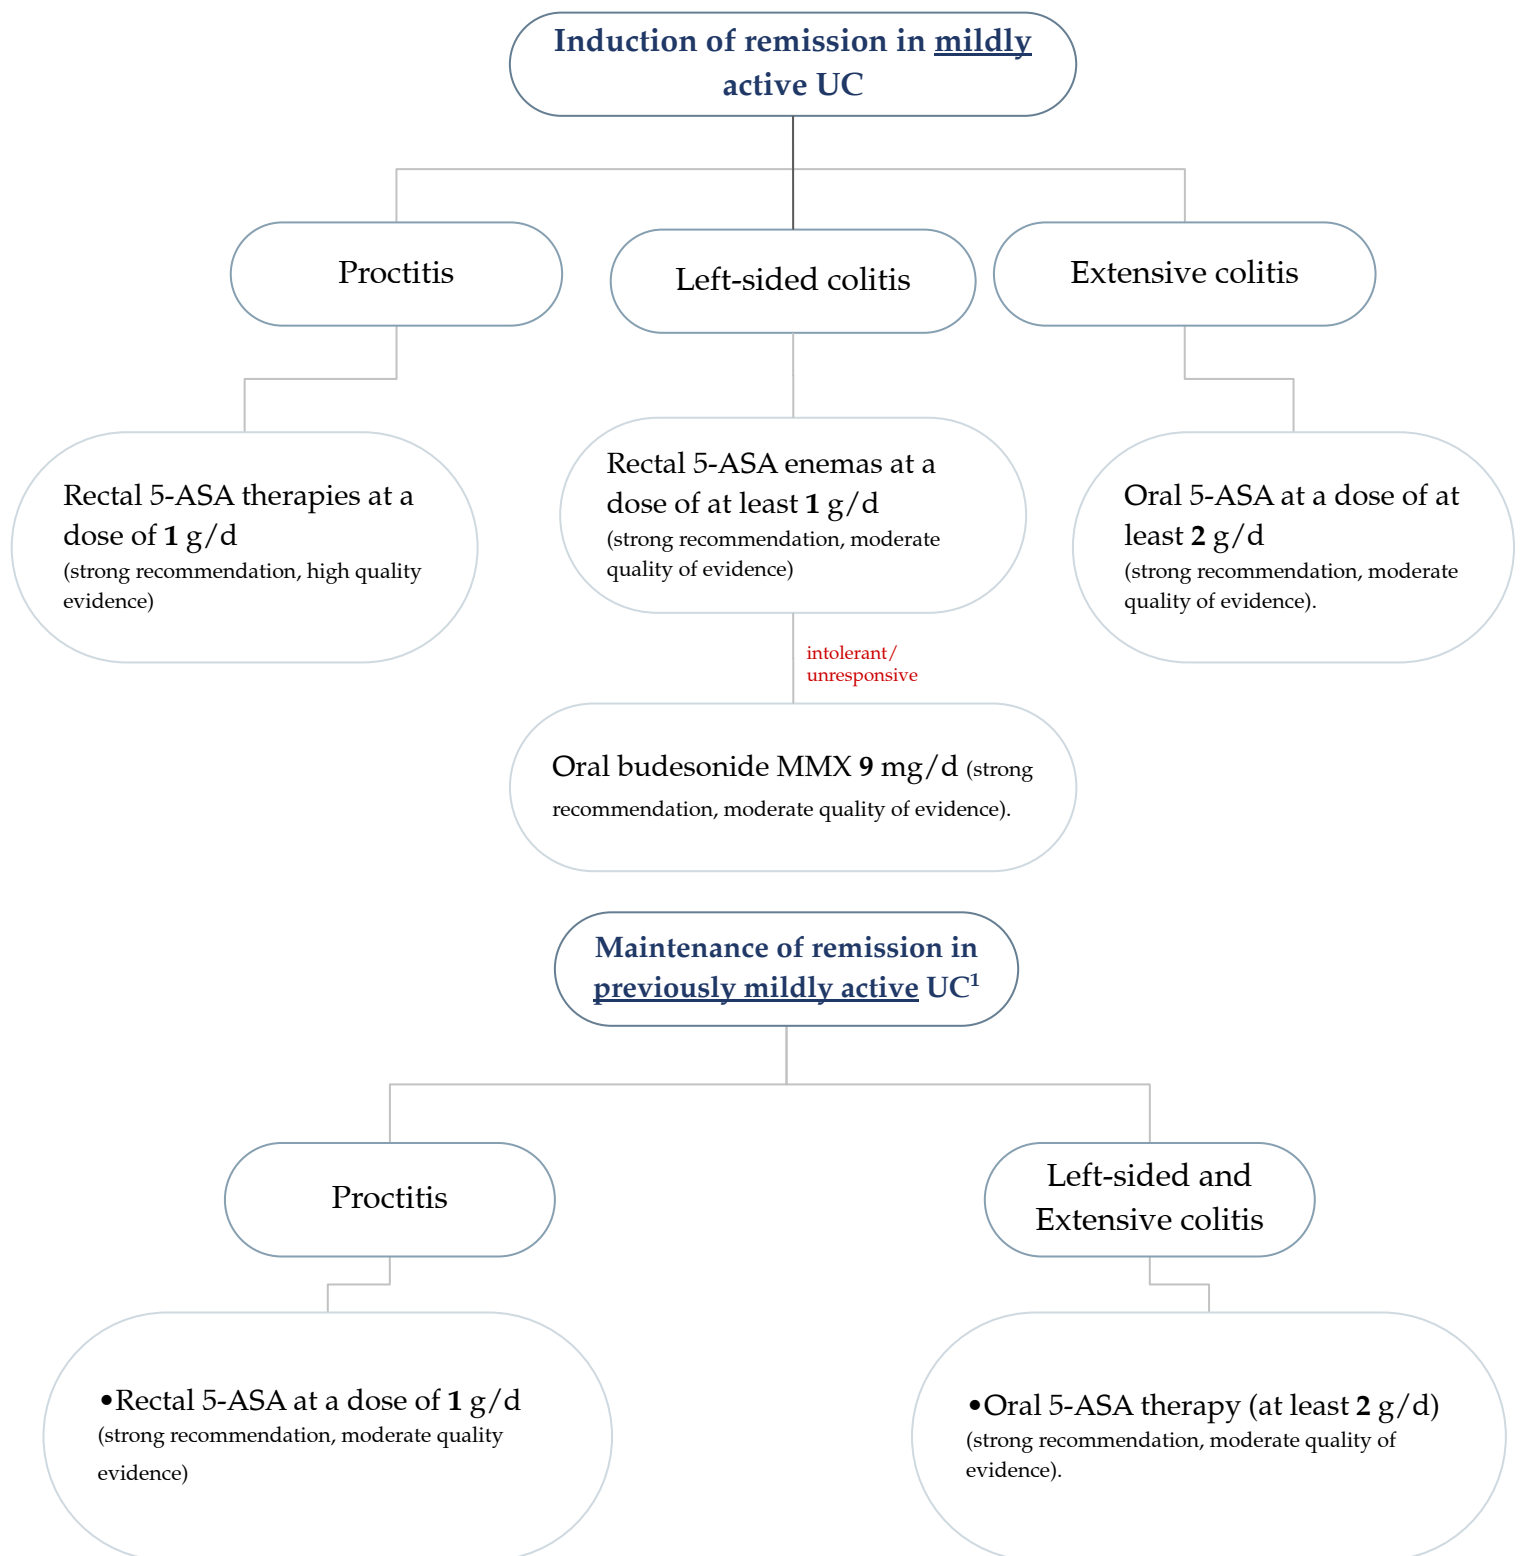 Induction of remission in mildly
active UC
Proctitis
Left-sided colitis
Extensive colitis
Rectal 5-ASA therapies at a
dose of 1 g/d
(strong recommendation, high quality
evidence)
Rectal 5-ASA enemas at a
dose of at least 1 g/d
(strong recommendation, moderate
quality of evidence)
Oral 5-ASA at a dose of at
least 2 g/d
(strong recommendation, moderate
quality of evidence).
intolerant/
unresponsive
Oral budesonide MMX 9 mg/d (strong
recommendation, moderate quality of evidence).
Maintenance of remission in
previously mildly active UC¹
Proctitis
Left-sided and
Extensive colitis
•Rectal 5-ASA at a dose of 1 g/d
(strong recommendation, moderate quality
evidence)
•Oral 5-ASA therapy (at least 2 g/d)
(strong recommendation, moderate quality of
evidence).